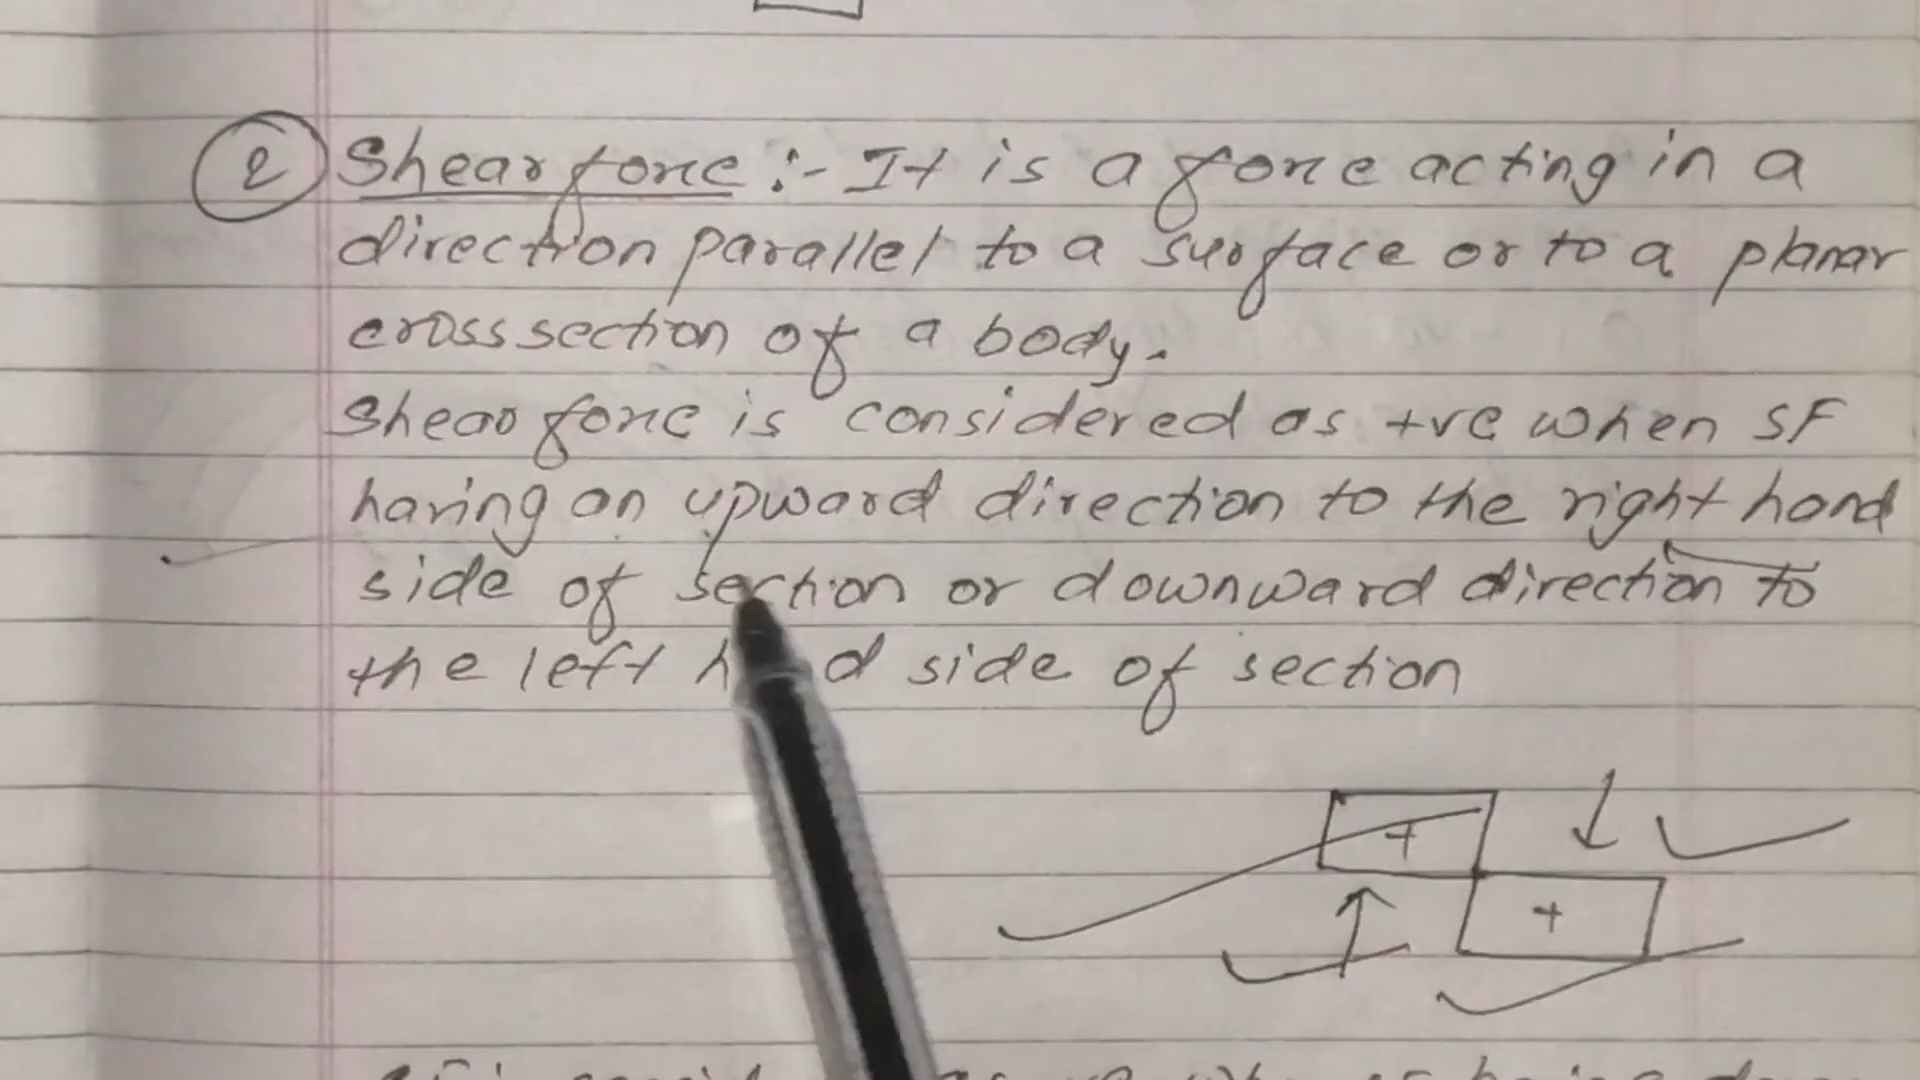 2 Shear force :- It is a force acting in a
direction parallel to a surface or to a planar
cross section of a body.
Shear force is considered as +ve when SF
having an upward direction to the right hand
side of section or downward direction to
the left hand side of section
+
+